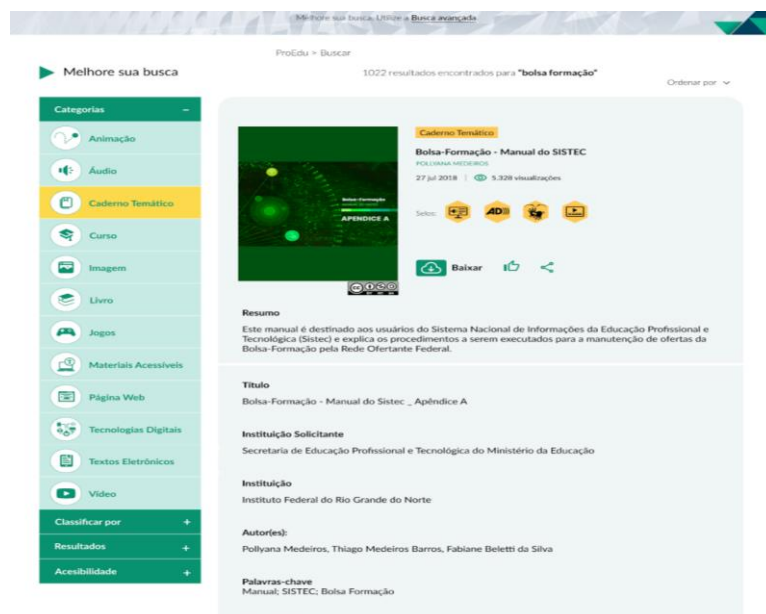 Melhore sua busca. Utilize a Busca avançada
ProEdu > Buscar
Melhore sua busca
1022 resultados encontrados para "bolsa formação"
Ordenar por
Categorias
Animação
Áudio
Caderno Temático
Curso
Imagem
Livro
Jogos
Materiais Acessíveis
Página Web
Tecnologias Digitais
Textos Eletrônicos
Vídeo
Classificar por +
Resultados +
Acesibilidade +
Bolsa-Formação
APENDICE A
Caderno Temático
Bolsa-Formação - Manual do SISTEC
POLLYANA MEDEIROS
27 jul 2018 | 5.328 visualizações
Selos:
AD
Baixar
Resumo
Este manual é destinado aos usuários do Sistema Nacional de Informações da Educação Profissional e
Tecnológica (Sistec) e explica os procedimentos a serem executados para a manutenção de ofertas da
Bolsa-Formação pela Rede Ofertante Federal.
Título
Bolsa-Formação - Manual do Sistec _ Apêndice A
Instituição Solicitante
Secretaria de Educação Profissional e Tecnológica do Ministério da Educação
Instituição
Instituto Federal do Rio Grande do Norte
Autor(es):
Pollyana Medeiros, Thiago Medeiros Barros, Fabiane Beletti da Silva
Palavras-chave
Manual; SISTEC; Bolsa Formação